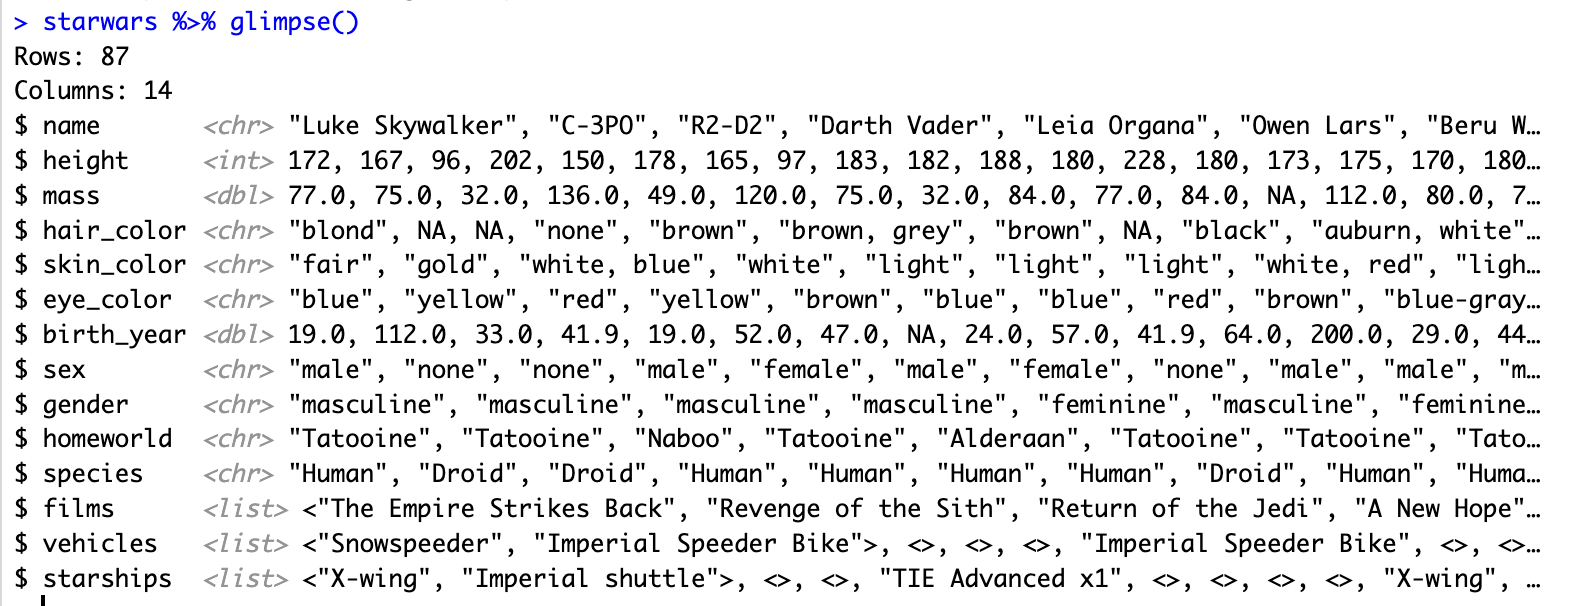 > starwars %>% glimpse()
Rows: 87
Columns: 14
$ name       <chr> "Luke Skywalker", "C-3PO", "R2-D2", "Darth Vader", "Leia Organa", "Owen Lars", "Beru W…
$ height     <int> 172, 167, 96, 202, 150, 178, 165, 97, 183, 182, 188, 180, 228, 180, 173, 175, 170, 180…
$ mass       <dbl> 77.0, 75.0, 32.0, 136.0, 49.0, 120.0, 75.0, 32.0, 84.0, 77.0, 84.0, NA, 112.0, 80.0, 7…
$ hair_color <chr> "blond", NA, NA, "none", "brown", "brown, grey", "brown", NA, "black", "auburn, white"…
$ skin_color <chr> "fair", "gold", "white, blue", "white", "light", "light", "light", "white, red", "ligh…
$ eye_color  <chr> "blue", "yellow", "red", "yellow", "brown", "blue", "blue", "red", "brown", "blue-gray…
$ birth_year <dbl> 19.0, 112.0, 33.0, 41.9, 19.0, 52.0, 47.0, NA, 24.0, 57.0, 41.9, 64.0, 200.0, 29.0, 44…
$ sex        <chr> "male", "none", "none", "male", "female", "male", "female", "none", "male", "male", "m…
$ gender     <chr> "masculine", "masculine", "masculine", "masculine", "feminine", "masculine", "feminine…
$ homeworld  <chr> "Tatooine", "Tatooine", "Naboo", "Tatooine", "Alderaan", "Tatooine", "Tatooine", "Tato…
$ species    <chr> "Human", "Droid", "Droid", "Human", "Human", "Human", "Human", "Droid", "Human", "Huma…
$ films      <list> <"The Empire Strikes Back", "Revenge of the Sith", "Return of the Jedi", "A New Hope"…
$ vehicles   <list> <"Snowspeeder", "Imperial Speeder Bike">, <>, <>, <>, "Imperial Speeder Bike", <>, <>…
$ starships  <list> <"X-wing", "Imperial shuttle">, <>, <>, "TIE Advanced x1", <>, <>, <>, <>, "X-wing", …